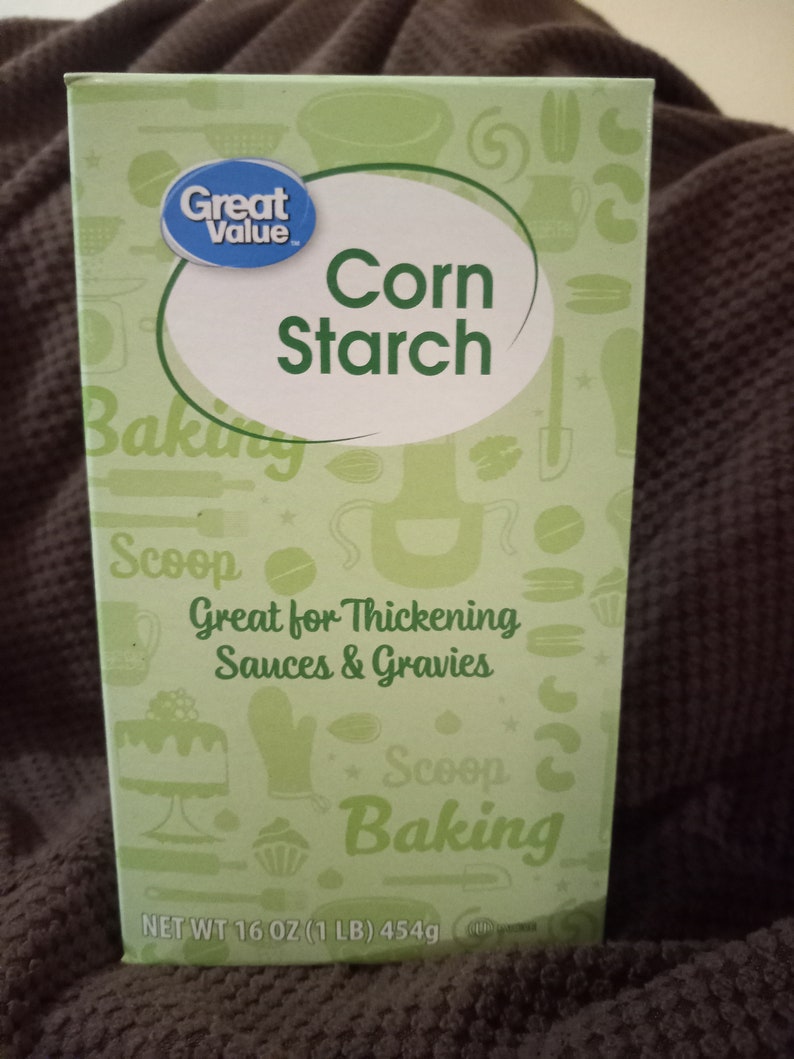 Great
Value™
Corn
Starch
Baking
Scoop
Great for Thickening
Sauces & Gravies
Scoop
Baking
NET WT 16 OZ (1 LB) 454g